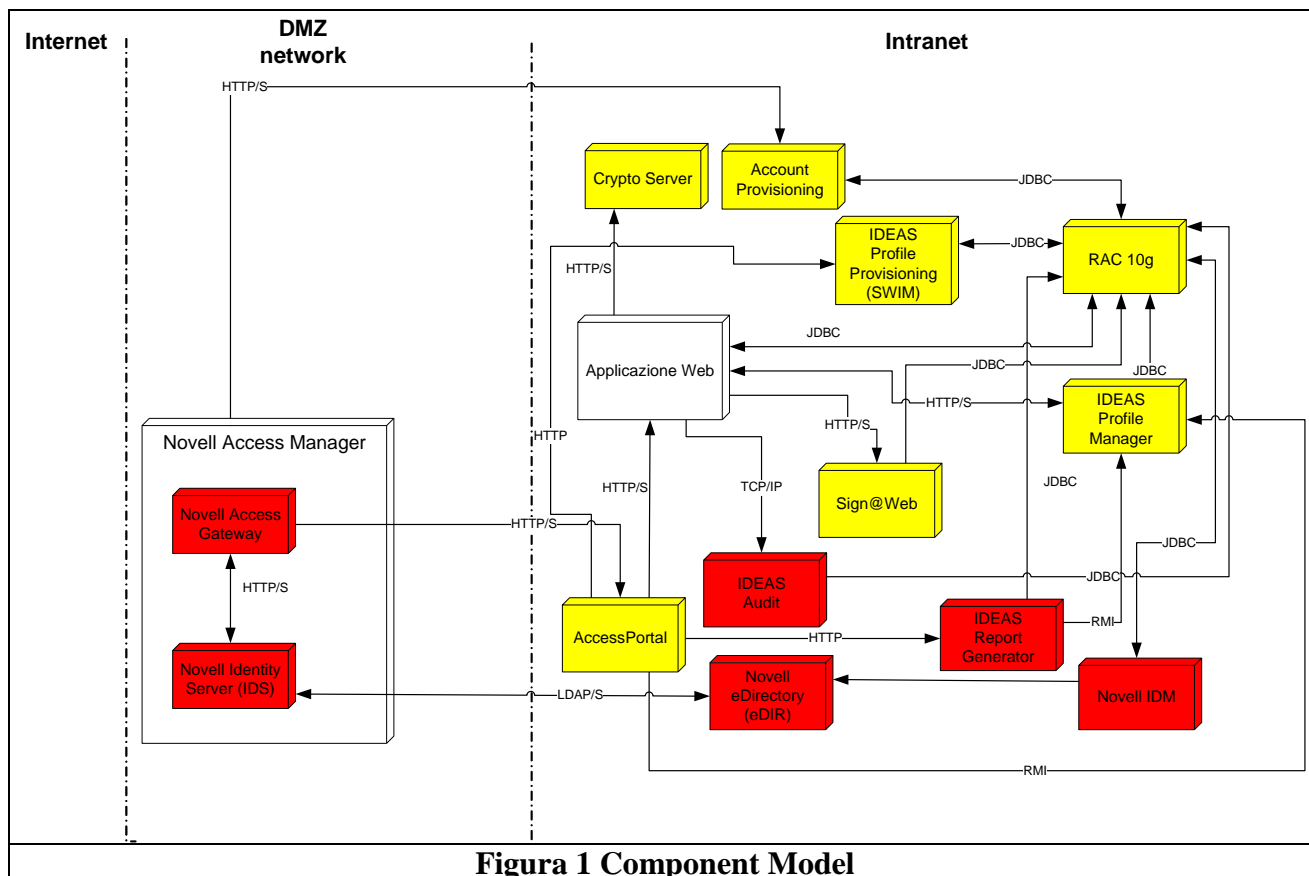 Internet
DMZ
network
Intranet
HTTP/S
Crypto Server
Account
Provisioning
JDBC
IDEAS
Profile
Provisioning
(SWIM)
JDBC
RAC 10g
HTTP/S
JDBC
Applicazione Web
JDBC
JDBC
HTTP/S
IDEAS
Profile
Manager
HTTP/S
Novell Access Manager
HTTP
HTTP/S
TCP/IP
Sign@Web
JDBC
Novell Access
Gateway
HTTP/S
JDBC
HTTP/S
IDEAS
Audit
JDBC
AccessPortal
HTTP
IDEAS
Report
Generator
RMI
Novell Identity
Server (IDS)
LDAP/S
Novell
eDirectory
(eDIR)
Novell IDM
RMI
Figura 1 Component Model